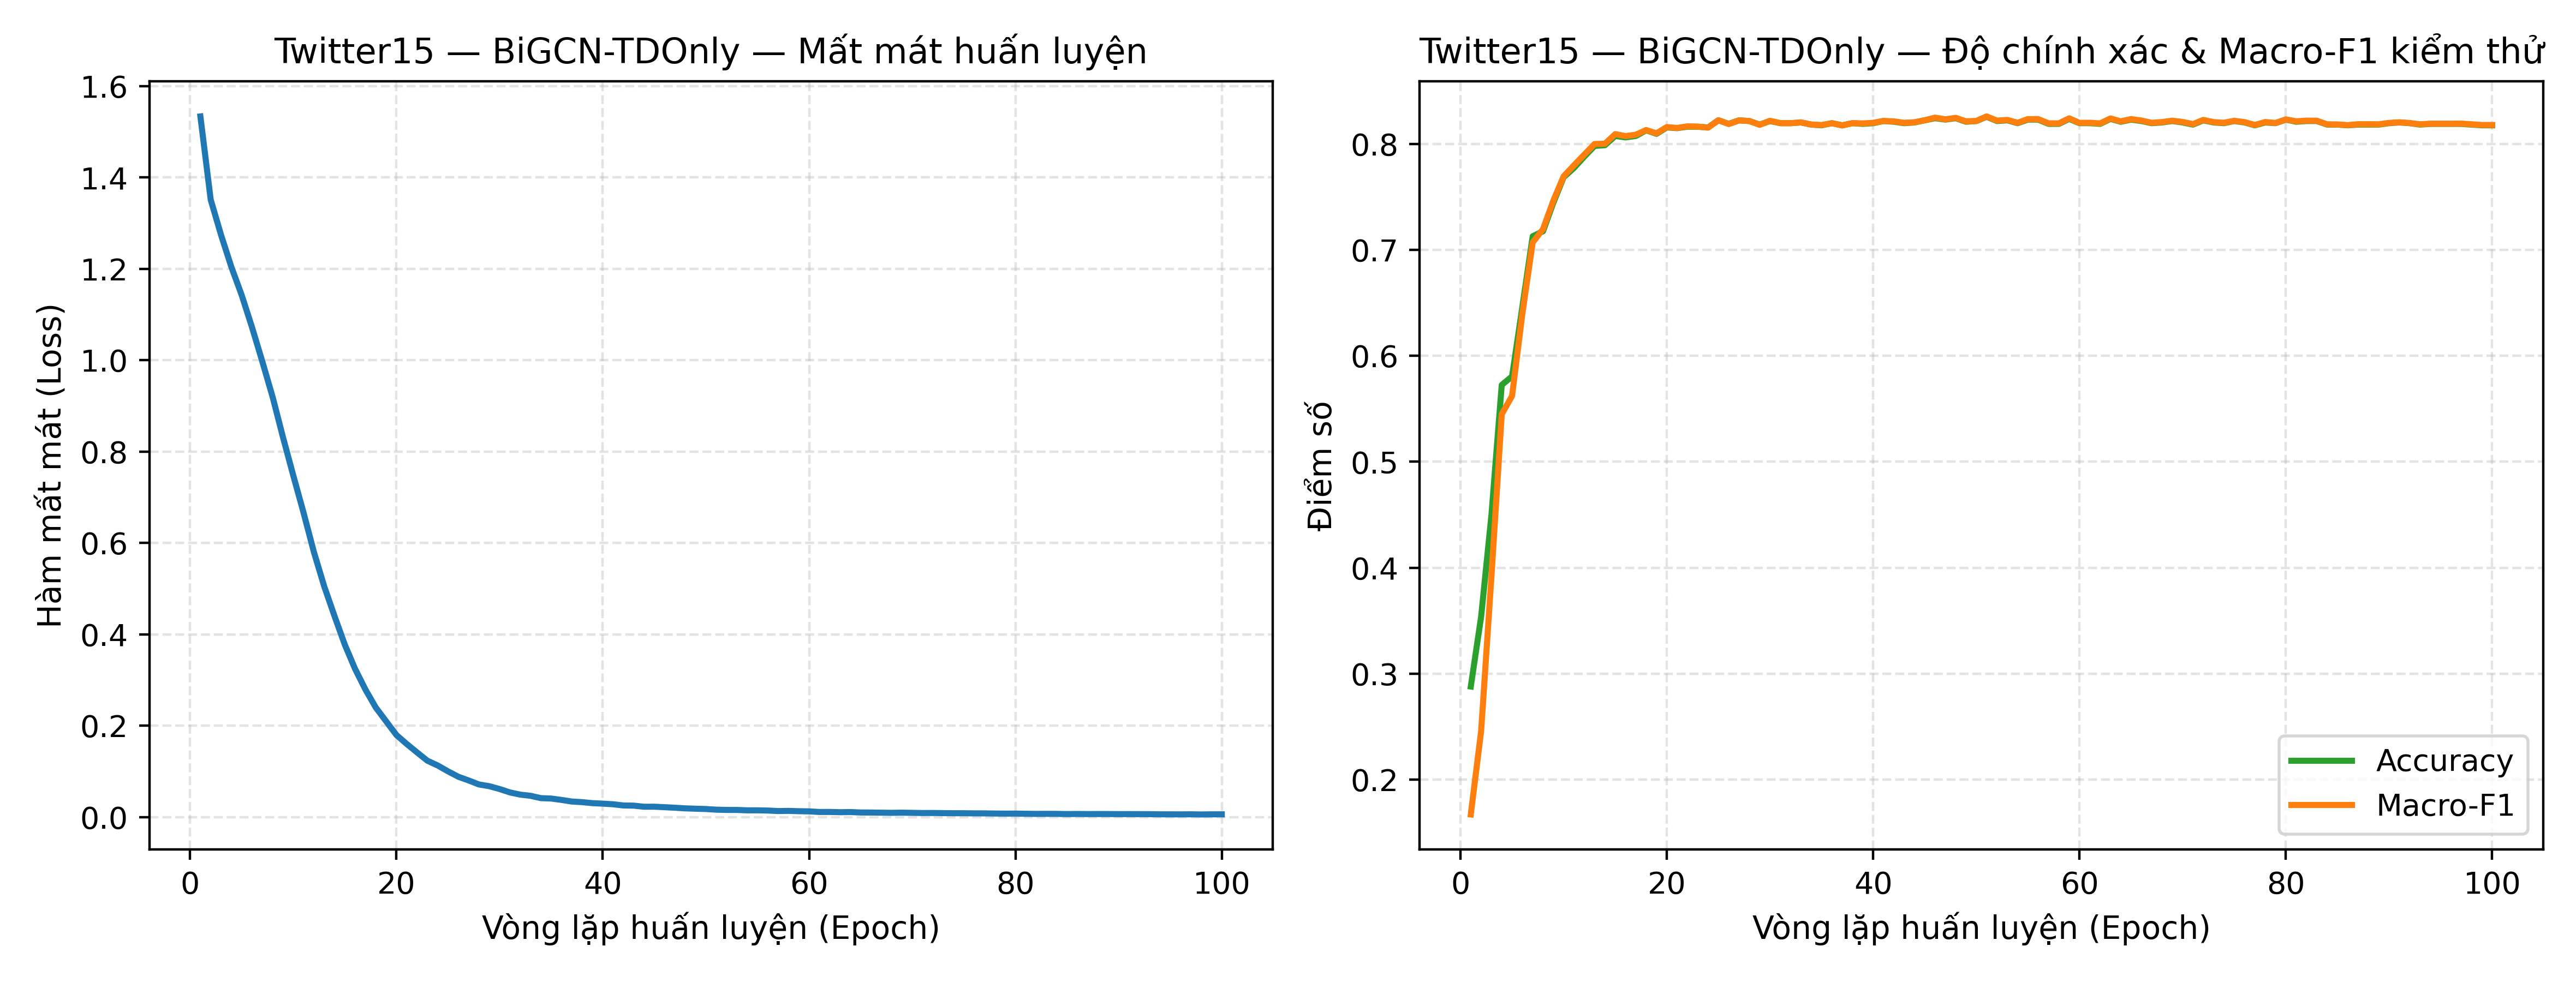 Twitter15 — BiGCN-TDOnly — Mất mát huấn luyện
Hàm mất mát (Loss)
1.6
1.4
1.2
1.0
0.8
0.6
0.4
0.2
0.0
0 20 40 60 80 100
Vòng lặp huấn luyện (Epoch)
Twitter15 — BiGCN-TDOnly — Độ chính xác & Macro-F1 kiểm thử
Điểm số
0.8
0.7
0.6
0.5
0.4
0.3
0.2
Accuracy
Macro-F1
0 20 40 60 80 100
Vòng lặp huấn luyện (Epoch)